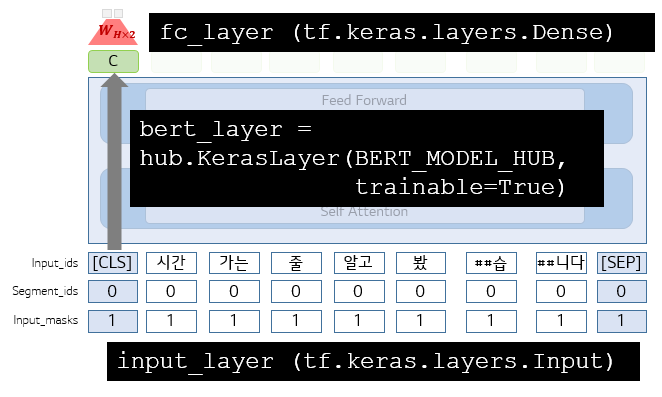 W H×2
fc_layer (tf.keras.layers.Dense)
C
Feed Forward
bert_layer =
hub.KerasLayer(BERT_MODEL_HUB,
trainable=True)
Self Attention
Input_ids [CLS] 시간 가는 줄 알고 봤 ##습 ##니다 [SEP]
Segment_ids 0 0 0 0 0 0 0 0 0
Input_masks 1 1 1 1 1 1 1 1 1
input_layer (tf.keras.layers.Input)